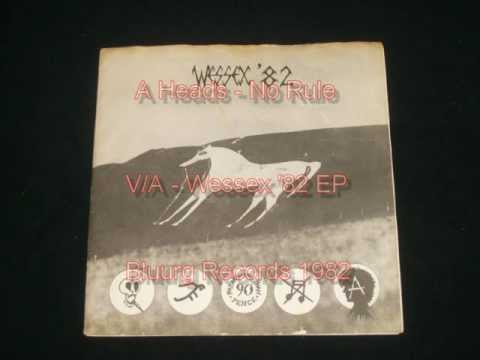 WESSEX '82
A Heads - No Rule
V/A - Wessex '82 EP
Bluurg Records 1982
90
PENCE
A